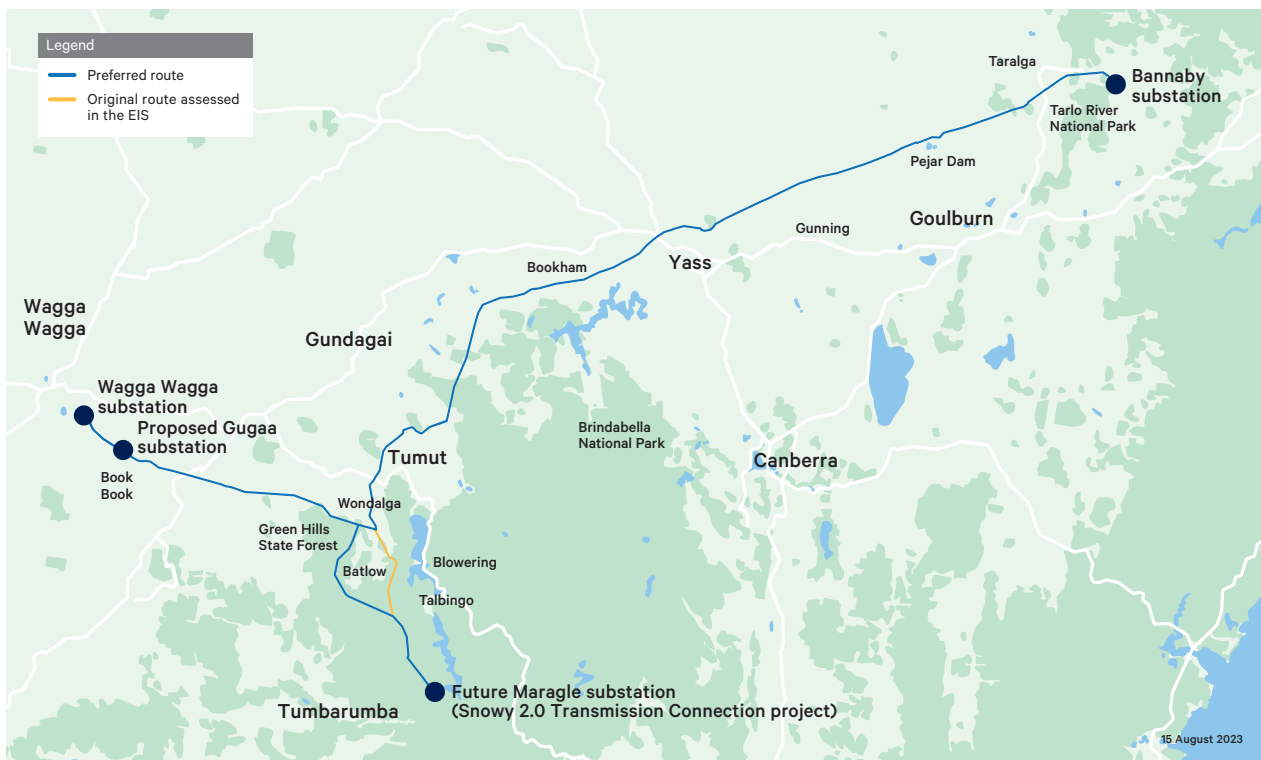 Legend
Preferred route
Original route assessed
in the EIS
Taralga
Bannaby
substation
Tarlo River
National Park
Pejar Dam
Goulburn
Gunning
Yass
Bookham
Wagga
Wagga
Gundagai
Wagga Wagga
substation
Proposed Gugaa
substation
Book
Book
Brindabella
National Park
Tumut
Canberra
Wondalga
Green Hills
State Forest
Batlow
Blowering
Talbingo
Future Maragle substation
(Snowy 2.0 Transmission Connection project)
Tumbarumba
15 August 2023